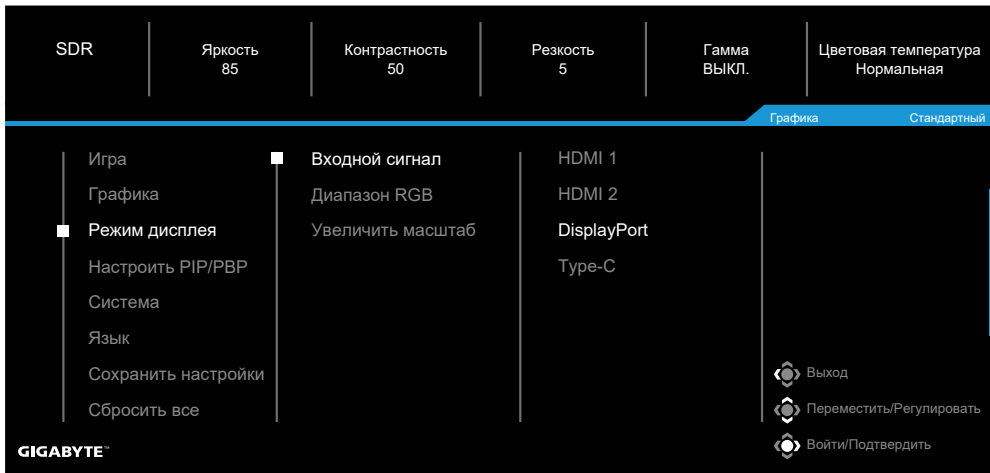 SDR
Яркость
85
Контрастность
50
Резкость
5
Гамма
ВЫКЛ.
Цветовая температура
Нормальная
Графика Стандартный
Игра
Графика
Режим дисплея
Настроить PIP/PBP
Система
Язык
Сохранить настройки
Сбросить все
Входной сигнал
Диапазон RGB
Увеличить масштаб
HDMI 1
HDMI 2
DisplayPort
Type-C
Выход
Переместить/Регулировать
Войти/Подтвердить
GIGABYTE™